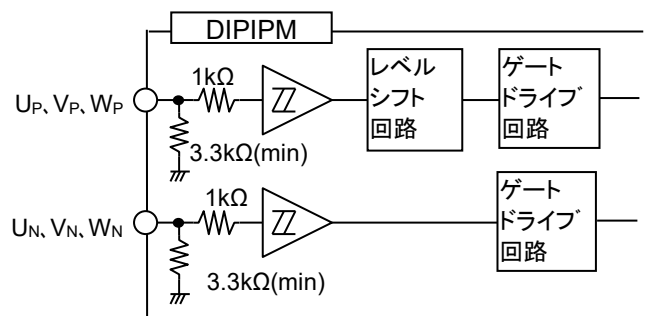 DIPIPM
1kΩ
レベル
シフト
回路
ゲート
ドライブ
回路
UP、VP、WP
3.3kΩ(min)
1kΩ
ゲート
ドライブ
回路
UN、VN、WN
3.3kΩ(min)